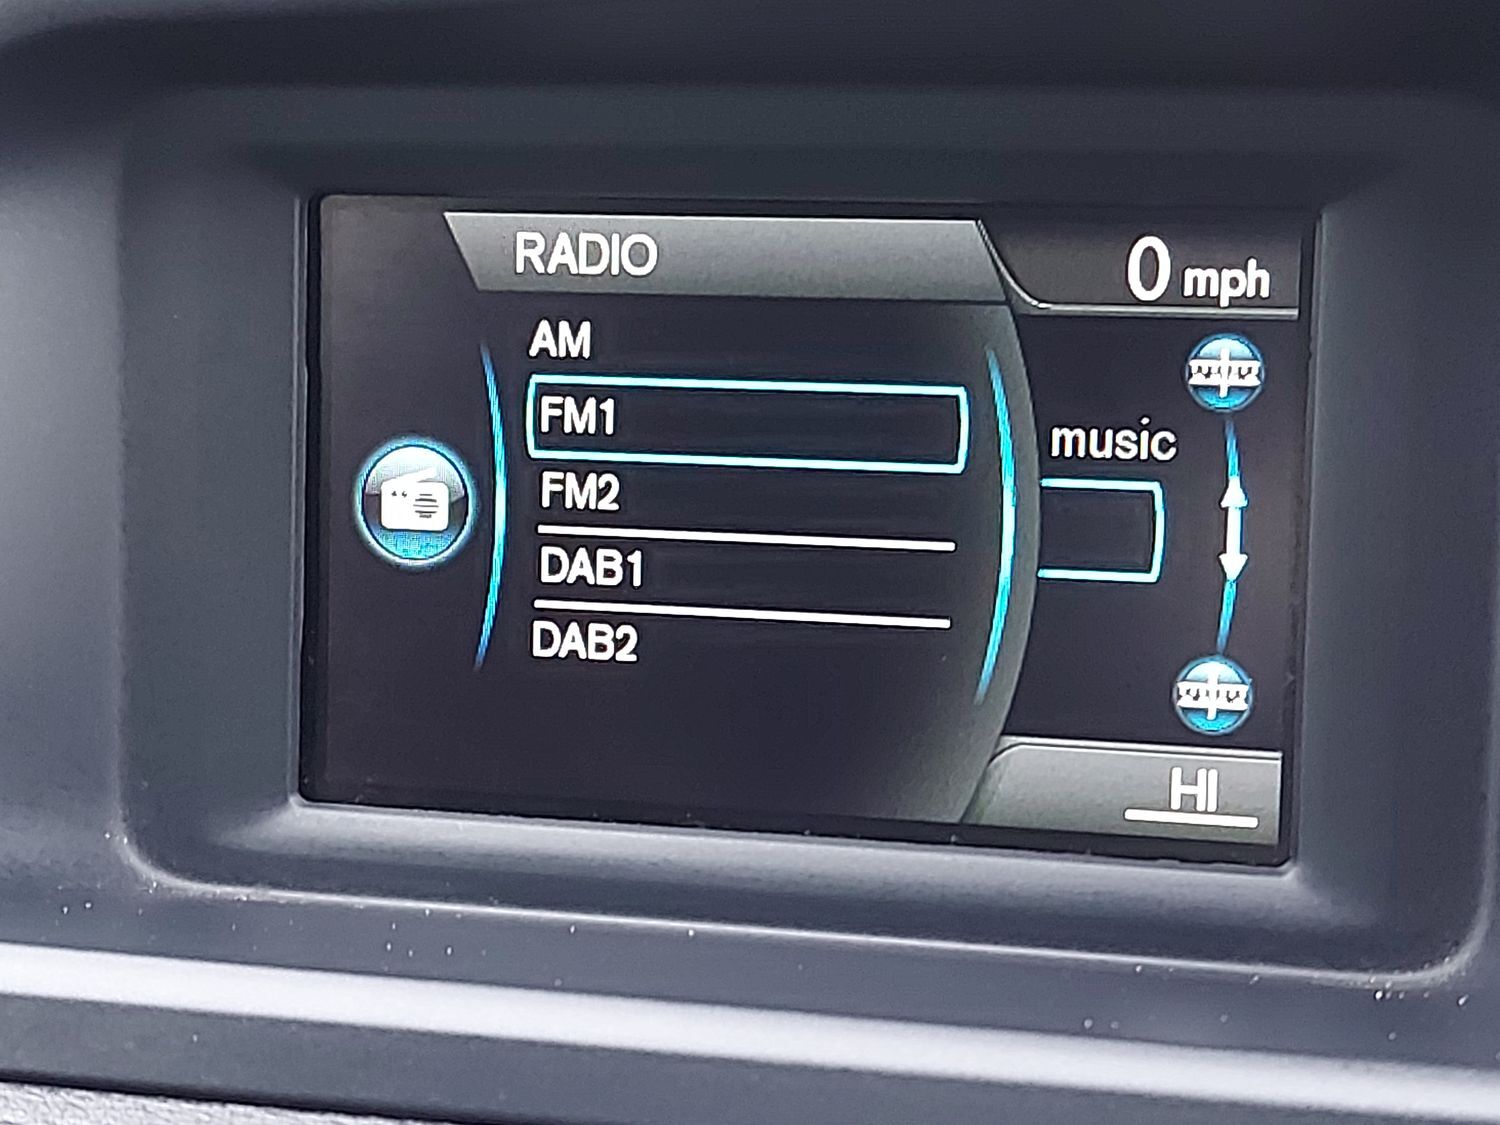 RADIO
0 mph
AM
FM1
FM2
DAB1
DAB2
music
HI